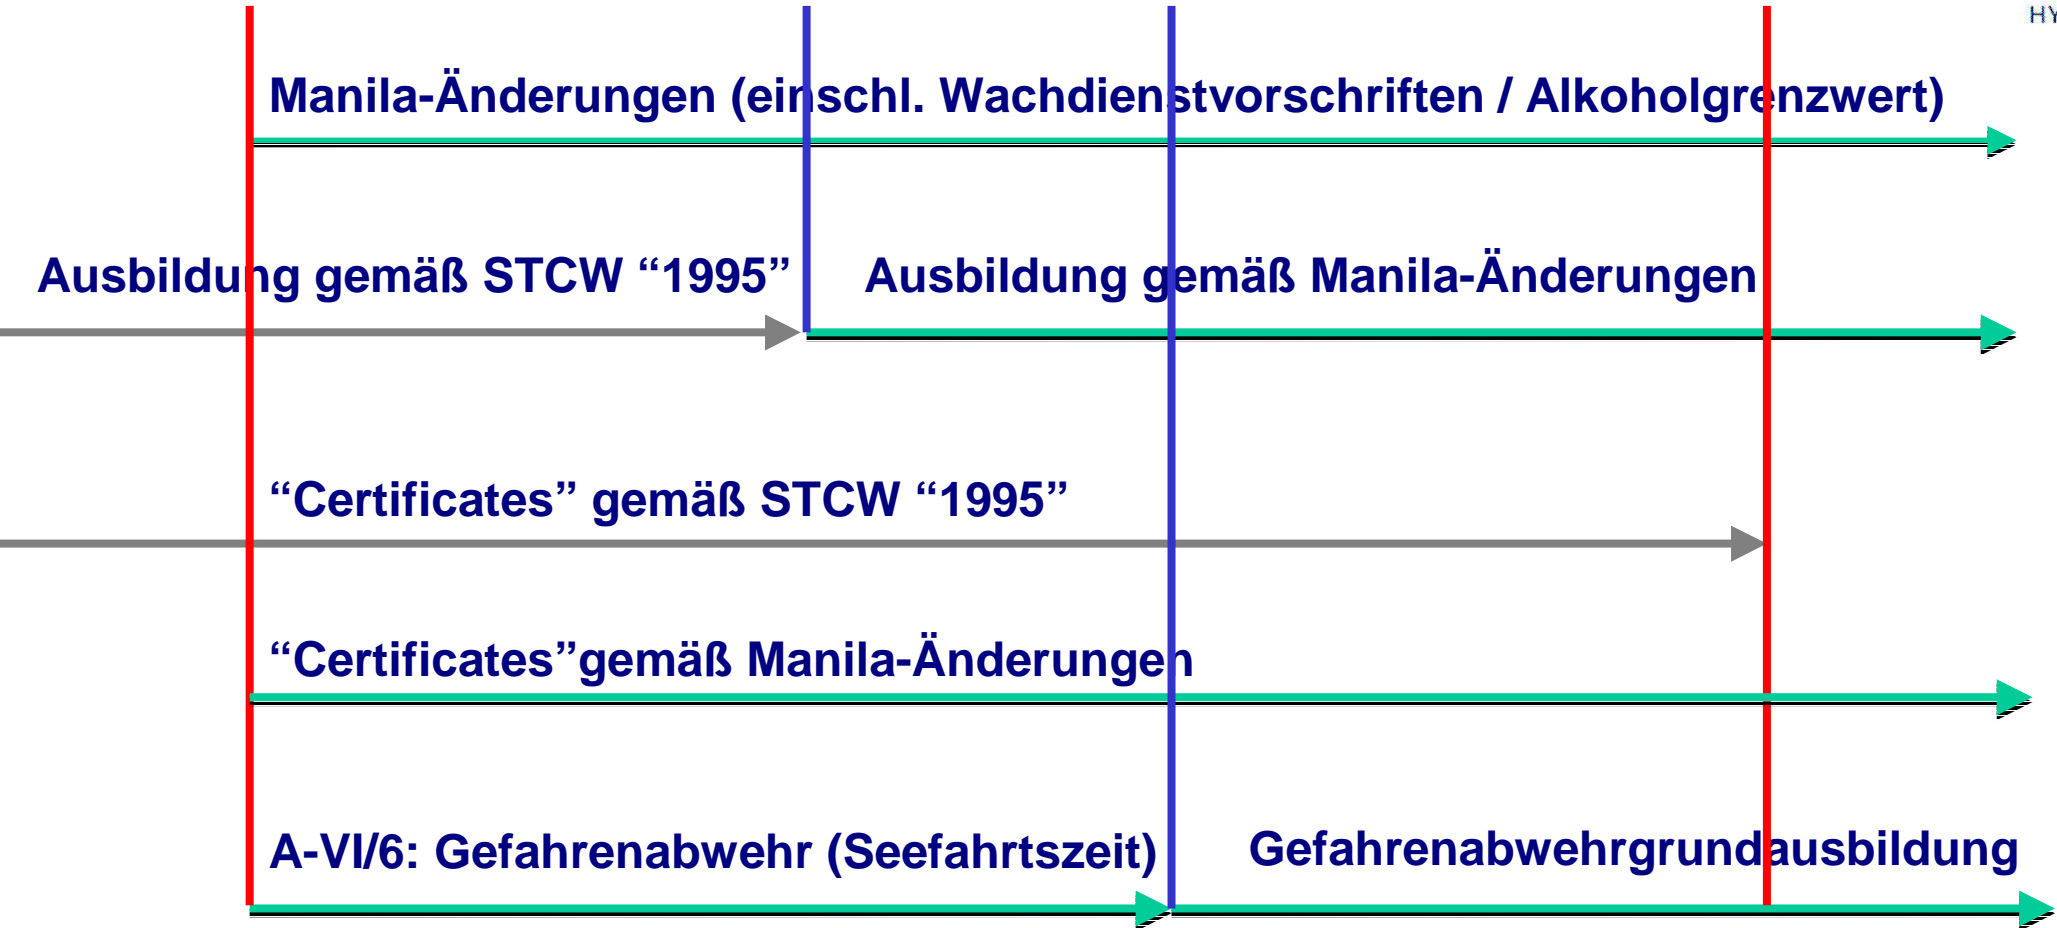 HY
Manila-Änderungen (einschl. Wachdienstvorschriften / Alkoholgrenzwert)
Ausbildung gemäß STCW “1995” Ausbildung gemäß Manila-Änderungen
“Certificates” gemäß STCW “1995”
“Certificates”gemäß Manila-Änderungen
A-VI/6: Gefahrenabwehr (Seefahrtszeit) Gefahrenabwehrgrundausbildung